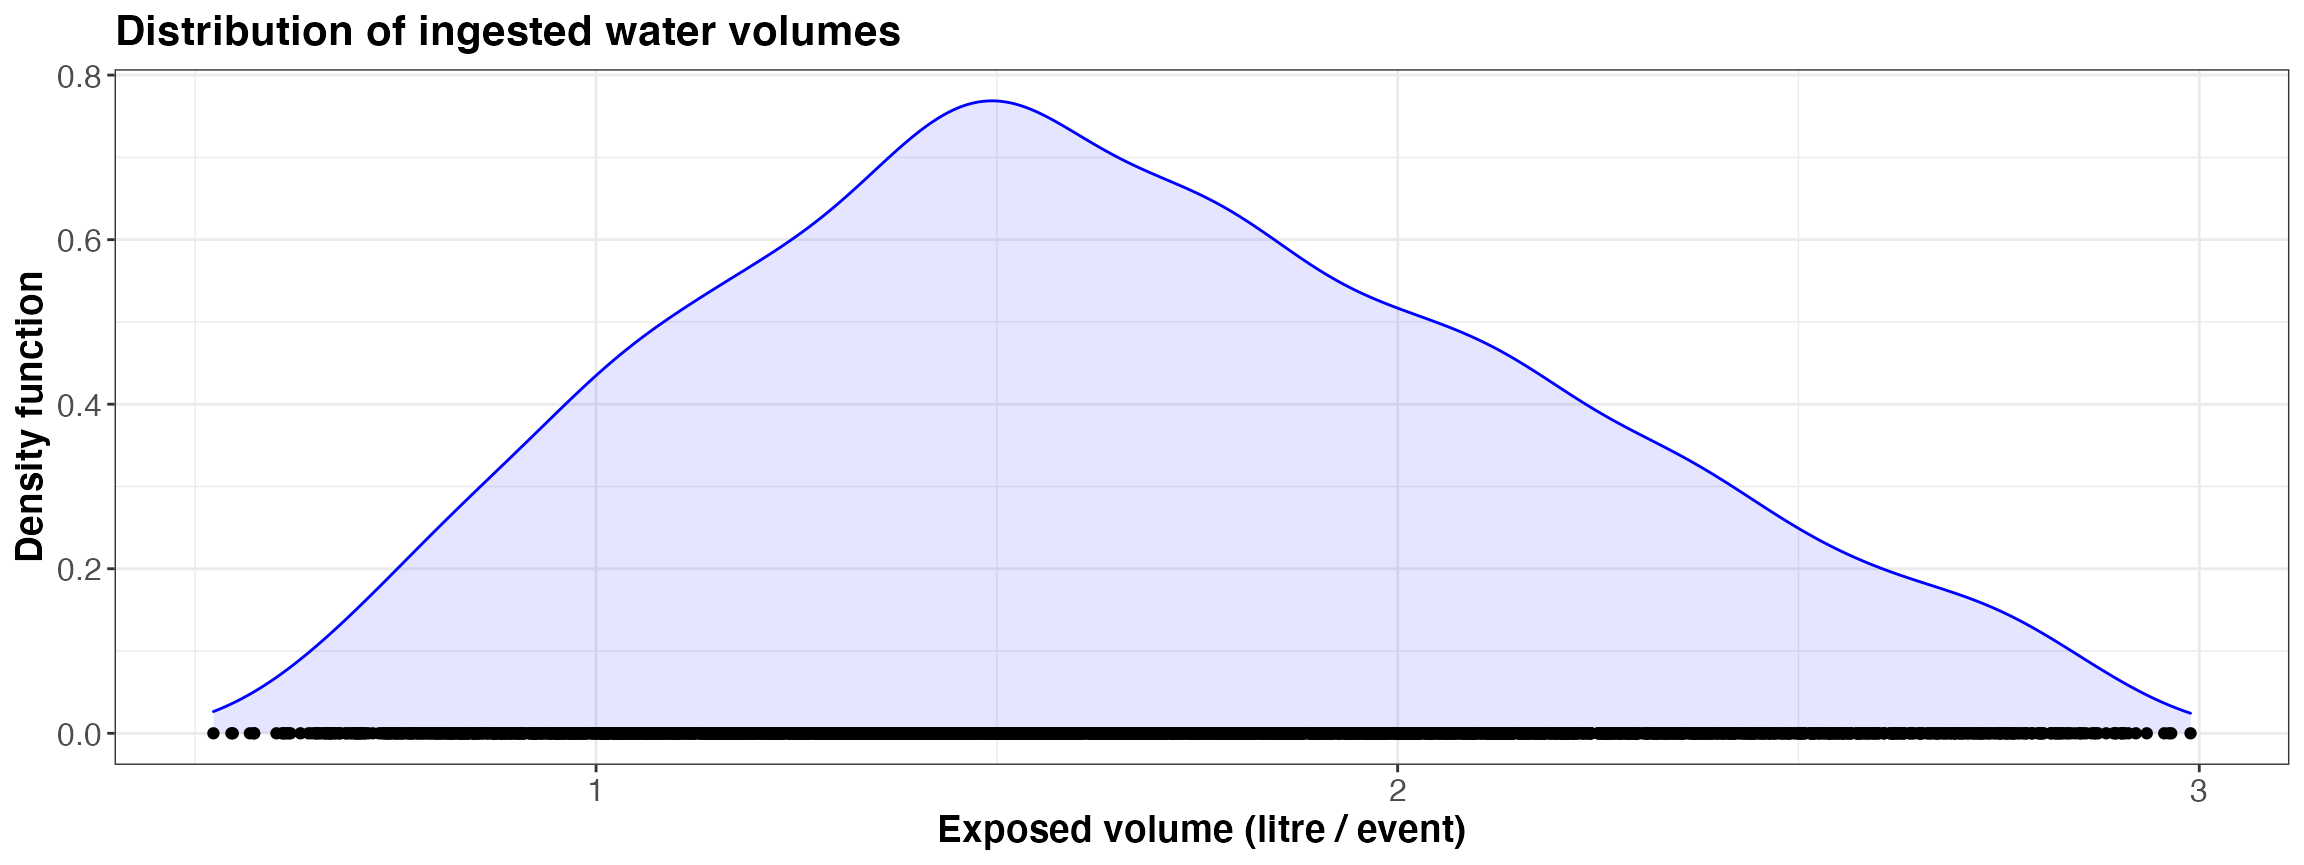 Distribution of ingested water volumes
0.8
0.6
0.4
0.2
0.0
Density function
1
2
3
Exposed volume (litre / event)